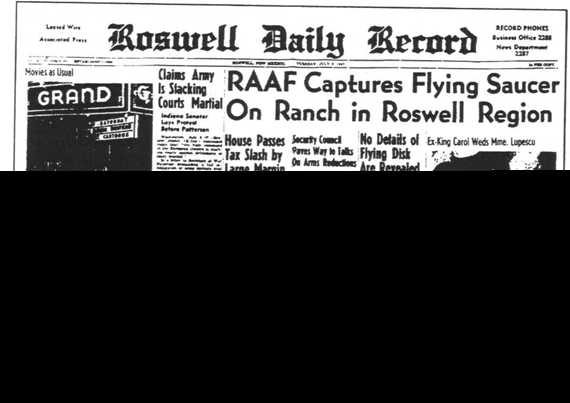 Leased Wire
Associated Press
Roswell Daily Record
RECORD PHONES
Business Office 2288
News Department
2287
ROSWELL, NEW MEXICO, TUESDAY, JULY 8, 1947
Movies as Usual
GRAND
G
SATURDAY
CARTOONS
Claims Army
Is Slacking
Courts Martial
Indiana Senator
Lays Protest
Before Patterson
RAAF Captures Flying Saucer
On Ranch in Roswell Region
House Passes
Tax Slash by
Large Margin
Security Council
Paves Way to Talks
On Arms Reductions
No Details of
Flying Disk
Are Revealed
Ex-King Carol Weds Mme. Lupescu